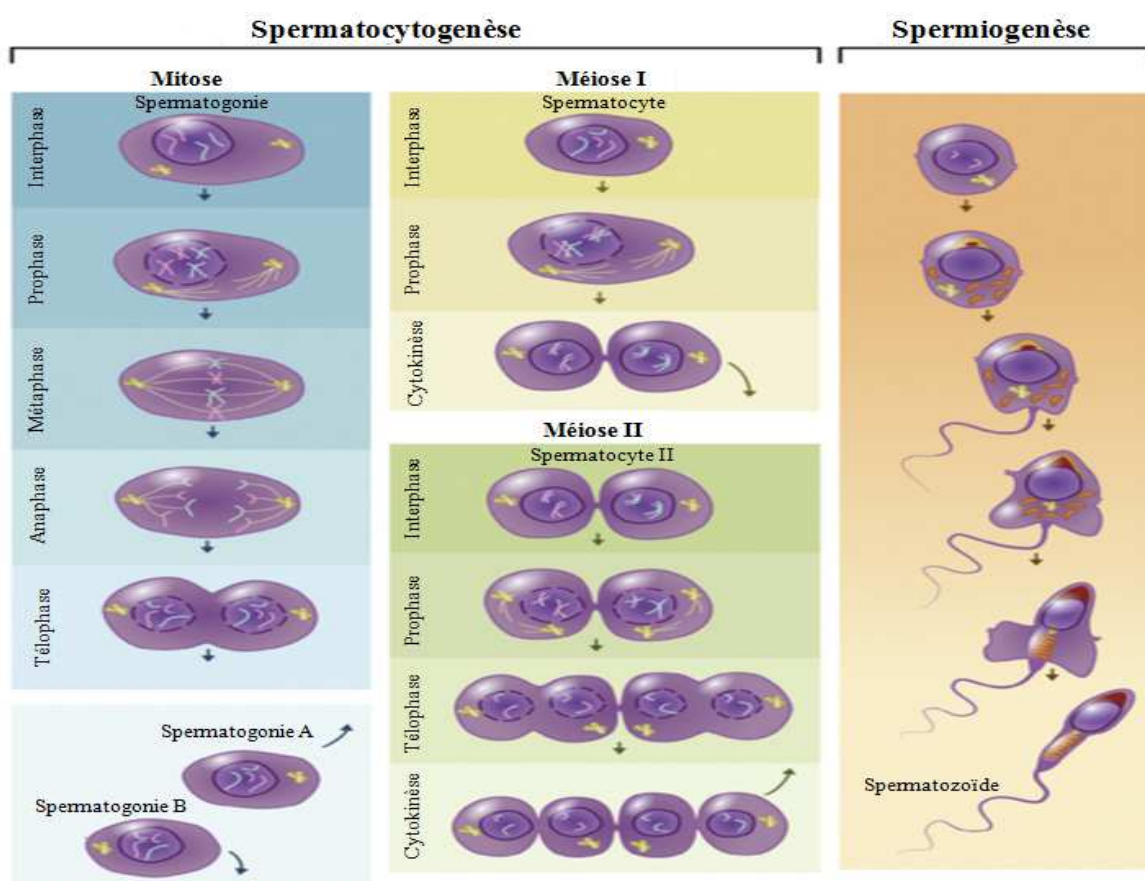 Spermatocytogenèse
Spermiogenèse
Mitose
Spermatogonie
Interphase
Prophase
Métaphase
Anaphase
Télophase
Spermatogonie A
Spermatogonie B
Méiose I
Spermatocyte
Interphase
Prophase
Cytokinèse
Méiose II
Spermatocyte II
Interphase
Prophase
Télophase
Cytokinèse
Spermatozoïde